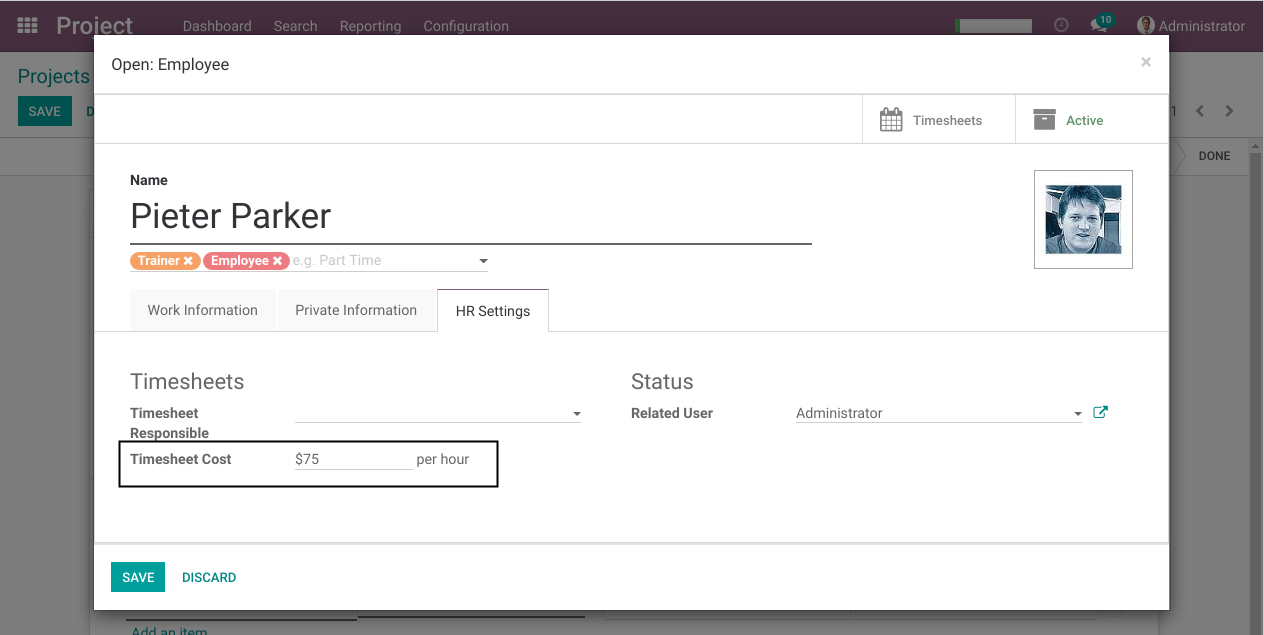 Project Dashboard Search Reporting Configuration 10 Administrator
Open: Employee ×
Projects
SAVE D
1
Timesheets Active
DONE
Name
Pieter Parker
Trainer × Employee × e.g. Part Time
Work Information Private Information HR Settings
Timesheets Status
Timesheet Responsible Related User Administrator
Timesheet Cost $75 per hour
SAVE DISCARD
Add an item